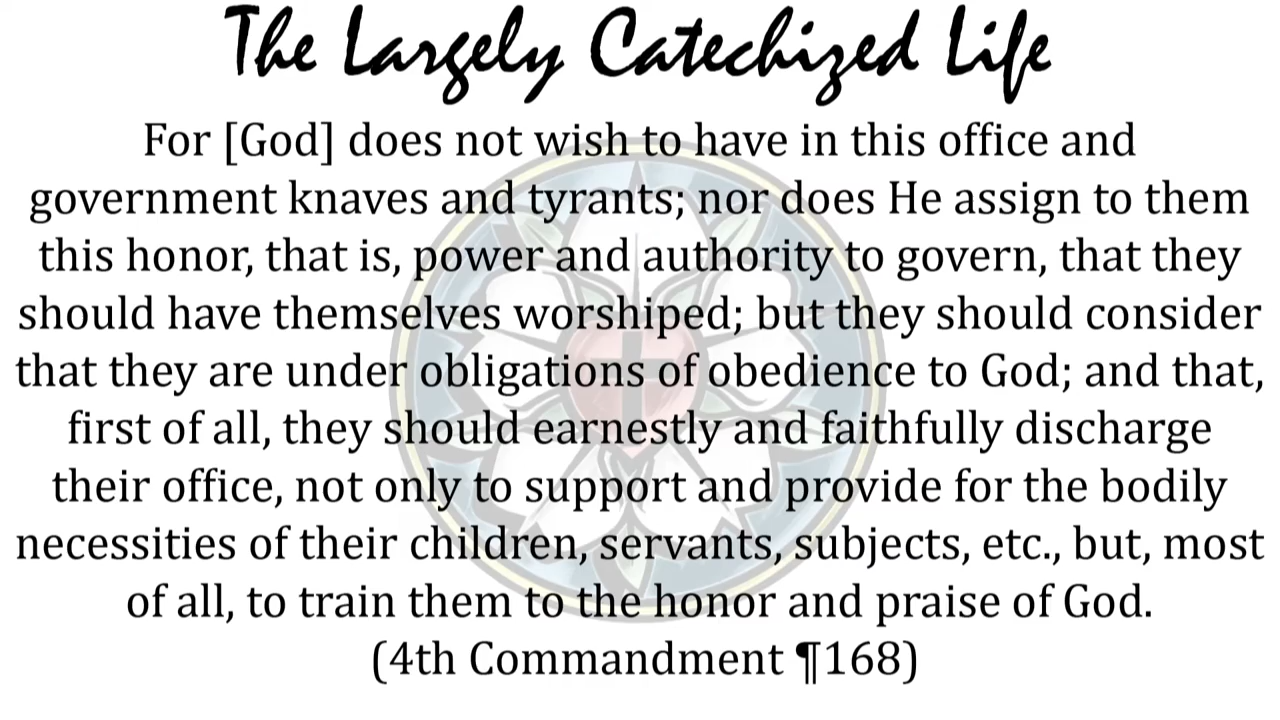 The Largely Catechized Life
For [God] does not wish to have in this office and
government knaves and tyrants; nor does He assign to them
this honor, that is, power and authority to govern, that they
should have themselves worshiped; but they should consider
that they are under obligations of obedience to God; and that,
first of all, they should earnestly and faithfully discharge
their office, not only to support and provide for the bodily
necessities of their children, servants, subjects, etc., but, most
of all, to train them to the honor and praise of God.
(4th Commandment ¶168)